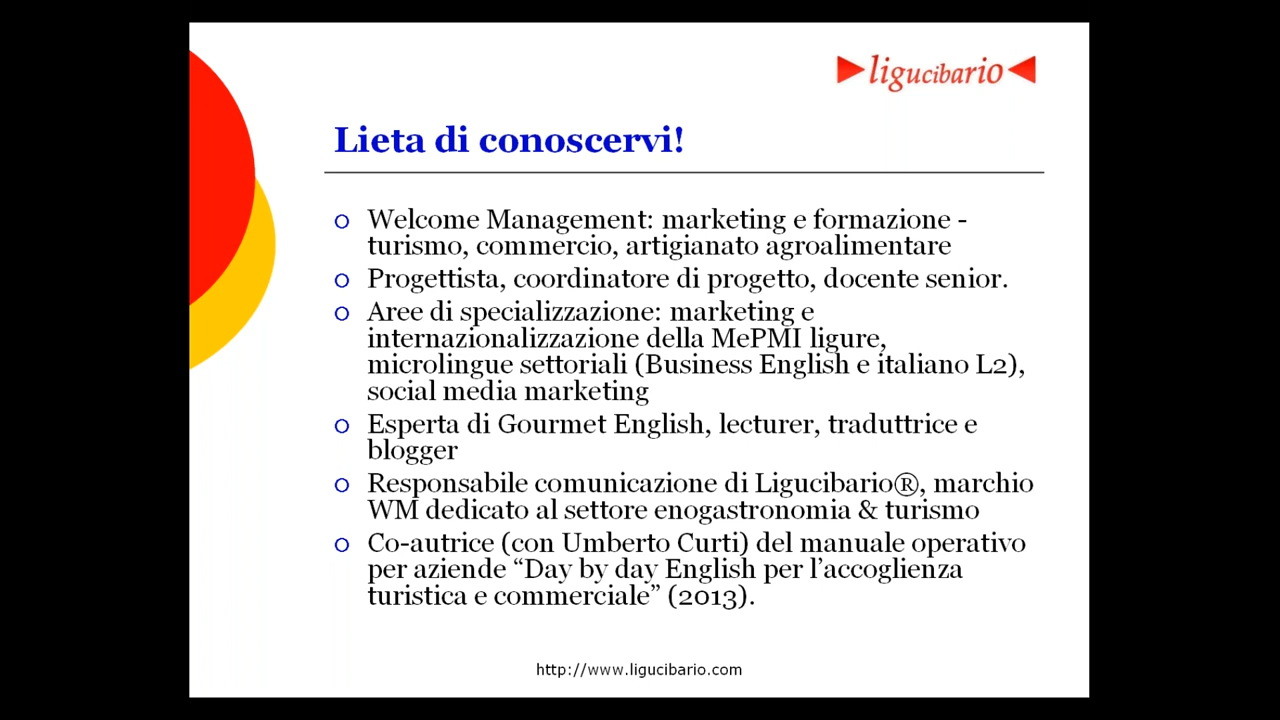 ligucibario
Lieta di conoscervi!
Welcome Management: marketing e formazione -
turismo, commercio, artigianato agroalimentare
Progettista, coordinatore di progetto, docente senior.
Aree di specializzazione: marketing e
internazionalizzazione della MePMI ligure,
microlingue settoriali (Business English e italiano L2),
social media marketing
Esperta di Gourmet English, lecturer, traduttrice e
blogger
Responsabile comunicazione di Ligucibario®, marchio
WM dedicato al settore enogastronomia & turismo
Co-autrice (con Umberto Curti) del manuale operativo
per aziende “Day by day English per l’accoglienza
turistica e commerciale” (2013).
http://www.ligucibario.com